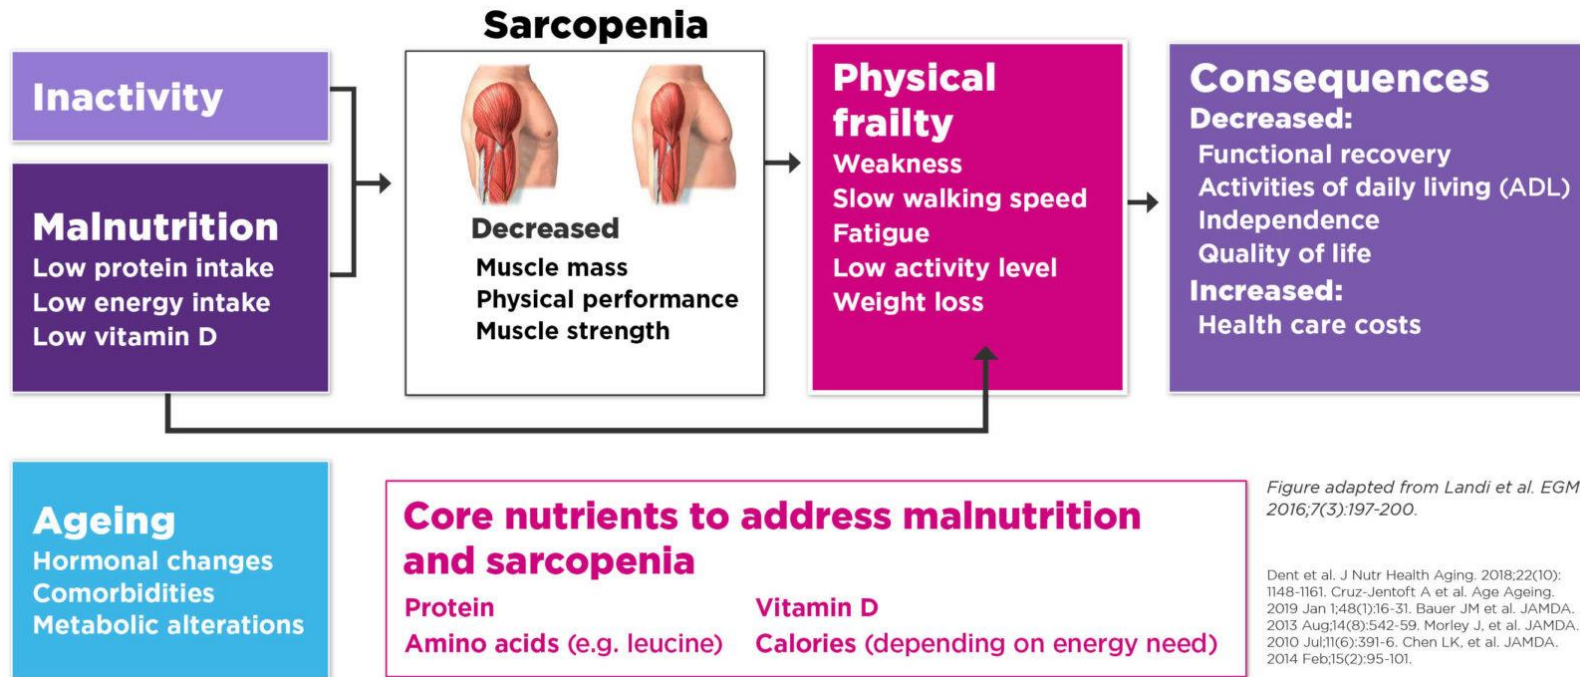 Sarcopenia
Inactivity
Malnutrition
Low protein intake
Low energy intake
Low vitamin D
Decreased
Muscle mass
Physical performance
Muscle strength
Physical
frailty
Weakness
Slow walking speed
Fatigue
Low activity level
Weight loss
Consequences
Decreased:
Functional recovery
Activities of daily living (ADL)
Independence
Quality of life
Increased:
Health care costs
Ageing
Hormonal changes
Comorbidities
Metabolic alterations
Core nutrients to address malnutrition
and sarcopenia
Protein
Amino acids (e.g. leucine)
Vitamin D
Calories (depending on energy need)
Figure adapted from Landi et al. EGM
2016;7(3):197-200.
Dent et al. J Nutr Health Aging. 2018;22(10):
1148-1161. Cruz-Jentoft A et al. Age Ageing.
2019 Jan 1;48(1):16-31. Bauer JM et al. JAMDA.
2013 Aug;14(8):542-59. Morley J, et al. JAMDA.
2010 Jul;11(6):391-6. Chen LK, et al. JAMDA.
2014 Feb;15(2):95-101.